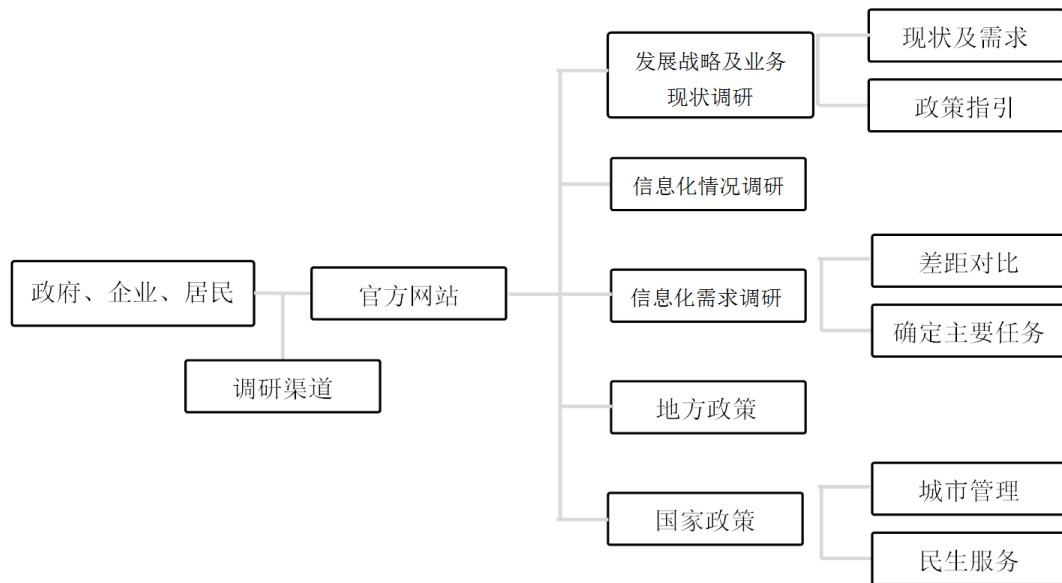 政府、企业、居民
调研渠道
官方网站
发展战略及业务
现状调研
现状及需求
政策指引
信息化情况调研
信息化需求调研
差距对比
确定主要任务
地方政策
国家政策
城市管理
民生服务